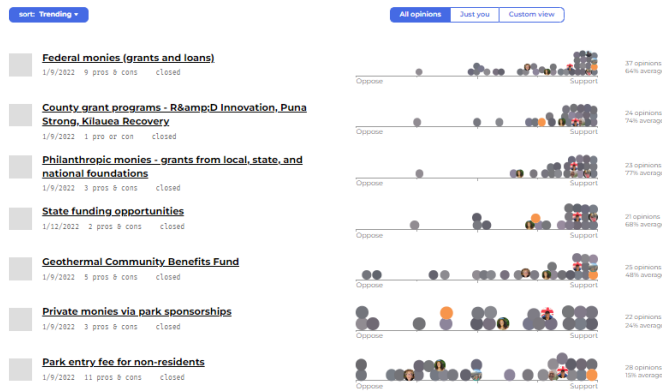 sort: Trending
All opinions Just you Custom view
Federal monies (grants and loans)
1/9/2022 9 pros & cons closed
Oppose Support
37 opinions
64% average
County grant programs - R&amp;D Innovation, Puna
Strong, Kilauea Recovery
1/9/2022 1 pro or con closed
Oppose Support
24 opinions
74% average
Philanthropic monies - grants from local, state, and
national foundations
1/9/2022 3 pros & cons closed
Oppose Support
23 opinions
77% average
State funding opportunities
1/12/2022 2 pros & cons closed
Oppose Support
21 opinions
68% average
Geothermal Community Benefits Fund
1/9/2022 5 pros & cons closed
Oppose Support
25 opinions
48% average
Private monies via park sponsorships
1/9/2022 3 pros & cons closed
Oppose Support
22 opinions
24% average
Park entry fee for non-residents
1/9/2022 11 pros & cons closed
Oppose Support
28 opinions
15% average